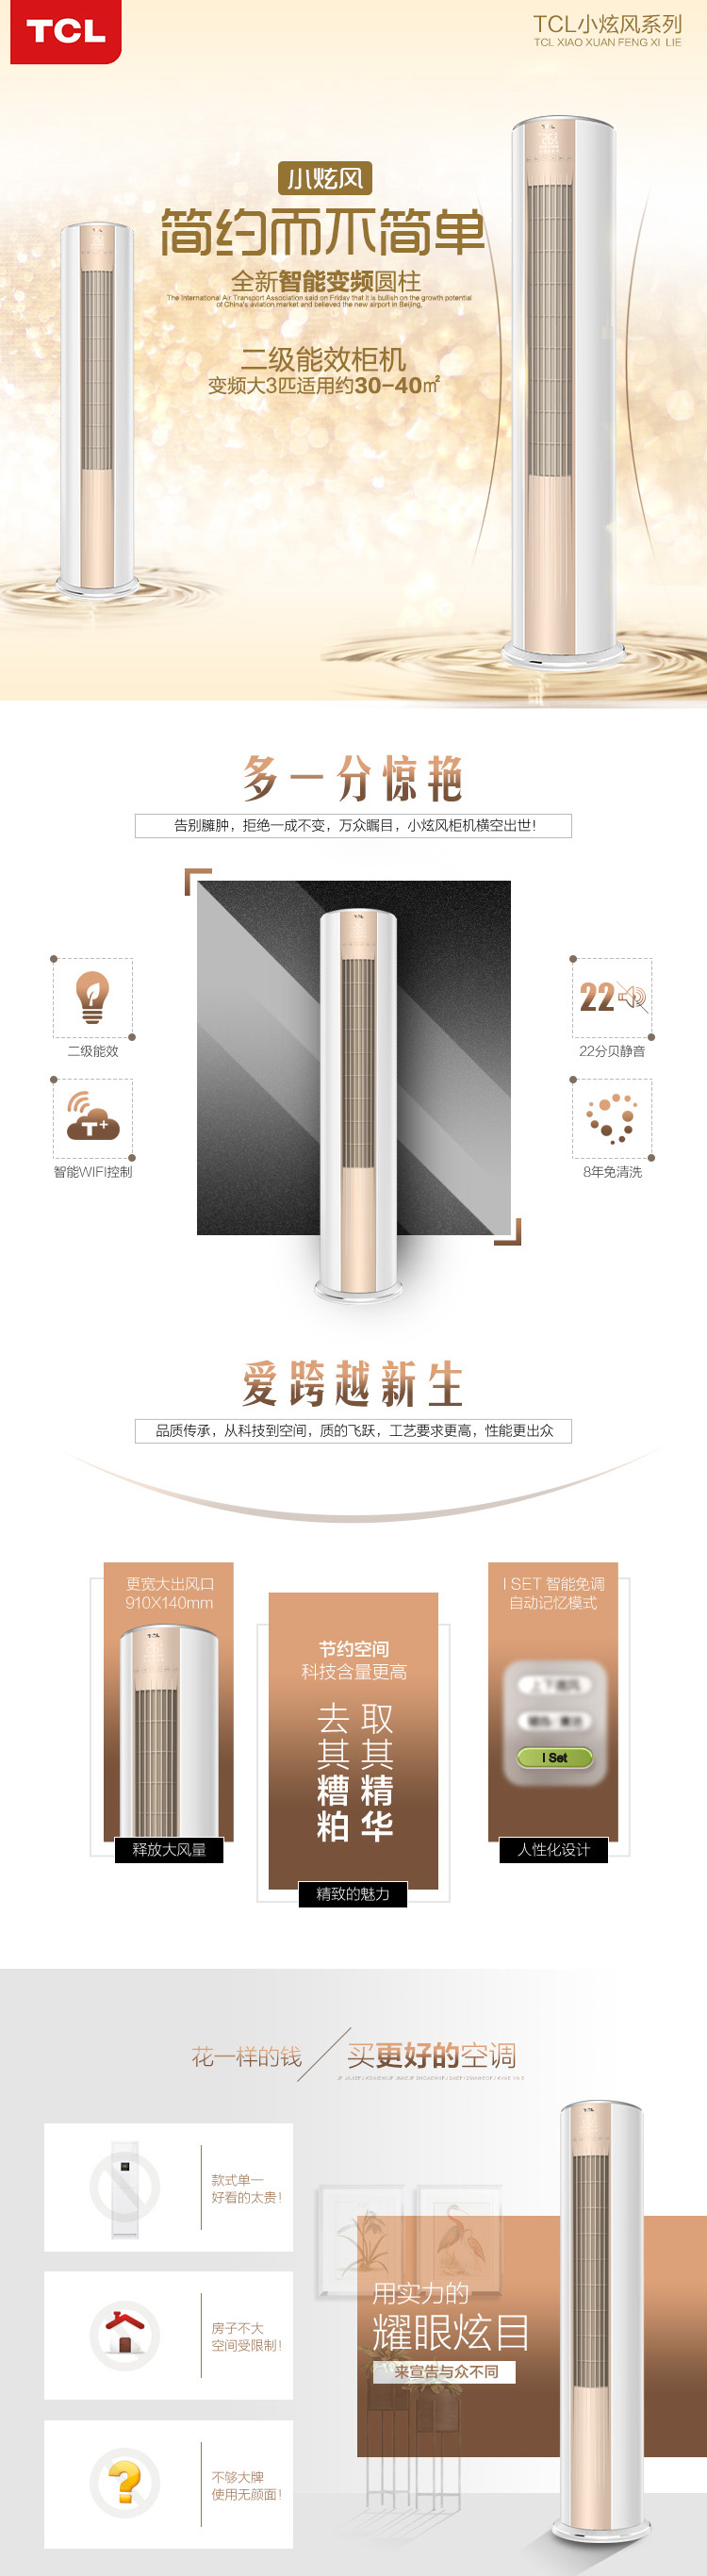 TCL
TCL小炫风系列
TCL XIAO XUAN FENG XI LIE
TCL
小炫风
简约而不简单
全新智能变频圆柱
The International Air Transport Association said on Friday that it is bullish on the growth potential
of China's aviation market and believed the new airport in Beijing,
二级能效柜机
变频大3匹适用约30-40㎡
多一分惊艳
告别臃肿，拒绝一成不变，万众瞩目，小炫风柜机横空出世！
TCL
二级能效
22
22分贝静音
T+
智能WIFI控制
8年免清洗
爱跨越新生
品质传承，从科技到空间，质的飞跃，工艺要求更高，性能更出众
更宽大出风口
910X140mm
TCL
释放大风量
节约空间
科技含量更高
取其精华
去其糟粕
精致的魅力
I SET 智能免调
自动记忆模式
I Set
人性化设计
花一样的钱
买更好的空调
TCL
款式单一
好看的太贵！
房子不大
空间受限制！
不够大牌
使用无颜面！
用实力的
耀眼炫目
来宣告与众不同